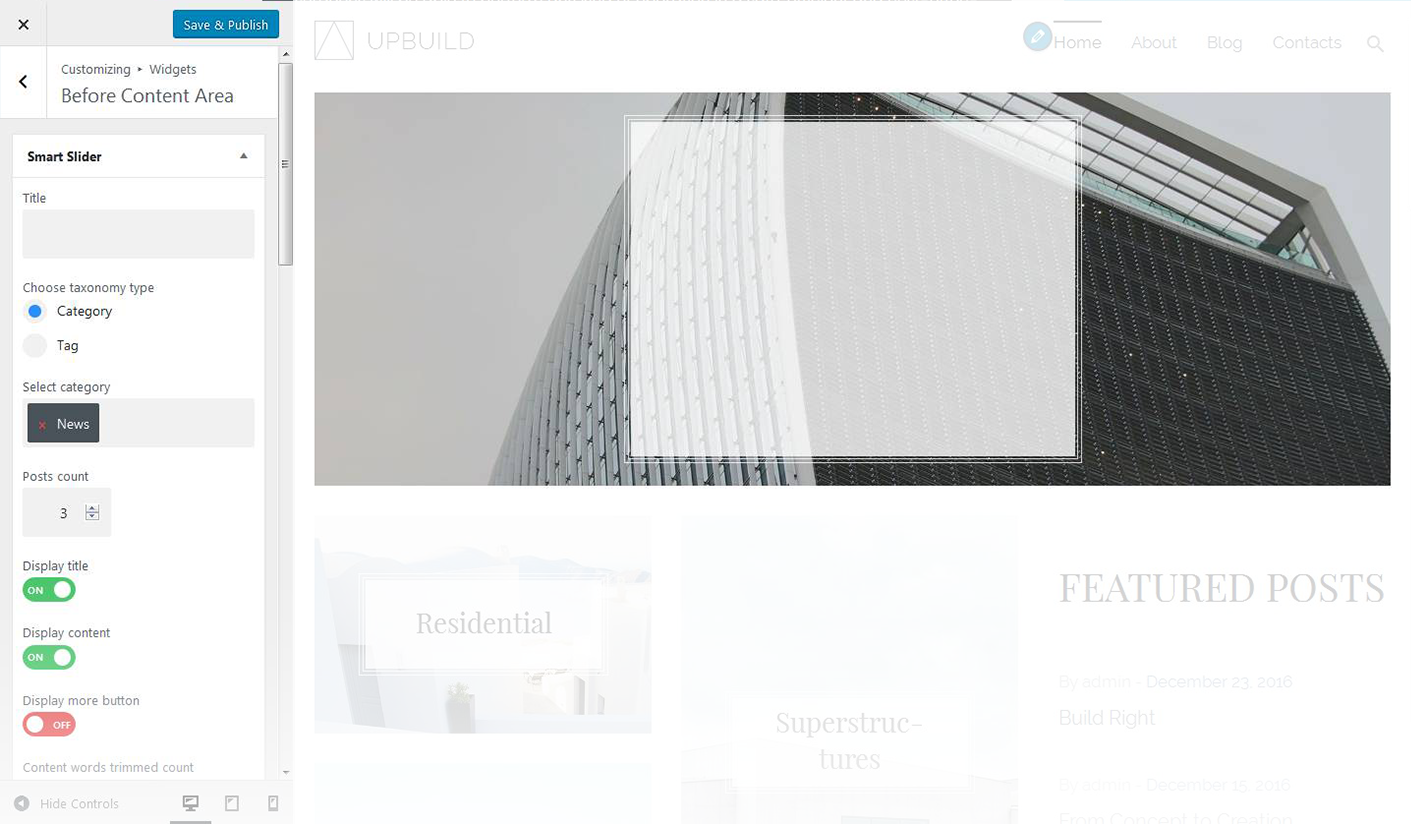 Save & Publish
Customizing ▸ Widgets
Before Content Area
Smart Slider
Title
Choose taxonomy type
Category
Tag
Select category
× News
Posts count
3
Display title
ON
Display content
ON
Display more button
OFF
Content words trimmed count
Hide Controls
UPBUILD
Home About Blog Contacts
Residential
Superstruc-
tures
FEATURED POSTS
By admin - December 23, 2016
Build Right
By admin - December 15, 2016
From Concept to Creation